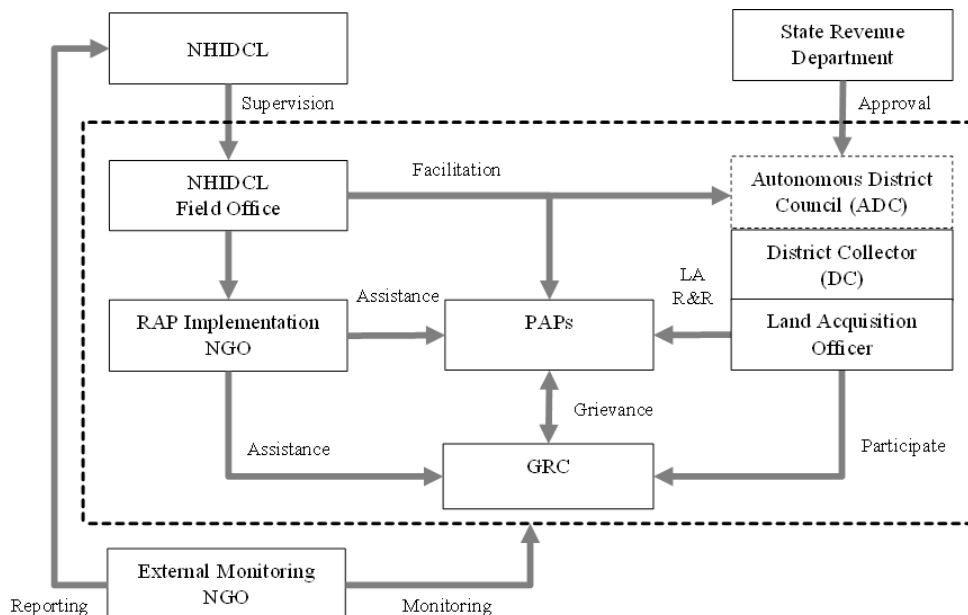 NHIDCL
State Revenue
Department
Supervision
Approval
NHIDCL
Field Office
Facilitation
Autonomous District
Council (ADC)
District Collector
(DC)
LA
R&R
Assistance
RAP Implementation
NGO
PAPs
Land Acquisition
Officer
Grievance
Assistance
GRC
Participate
External Monitoring
NGO
Reporting
Monitoring